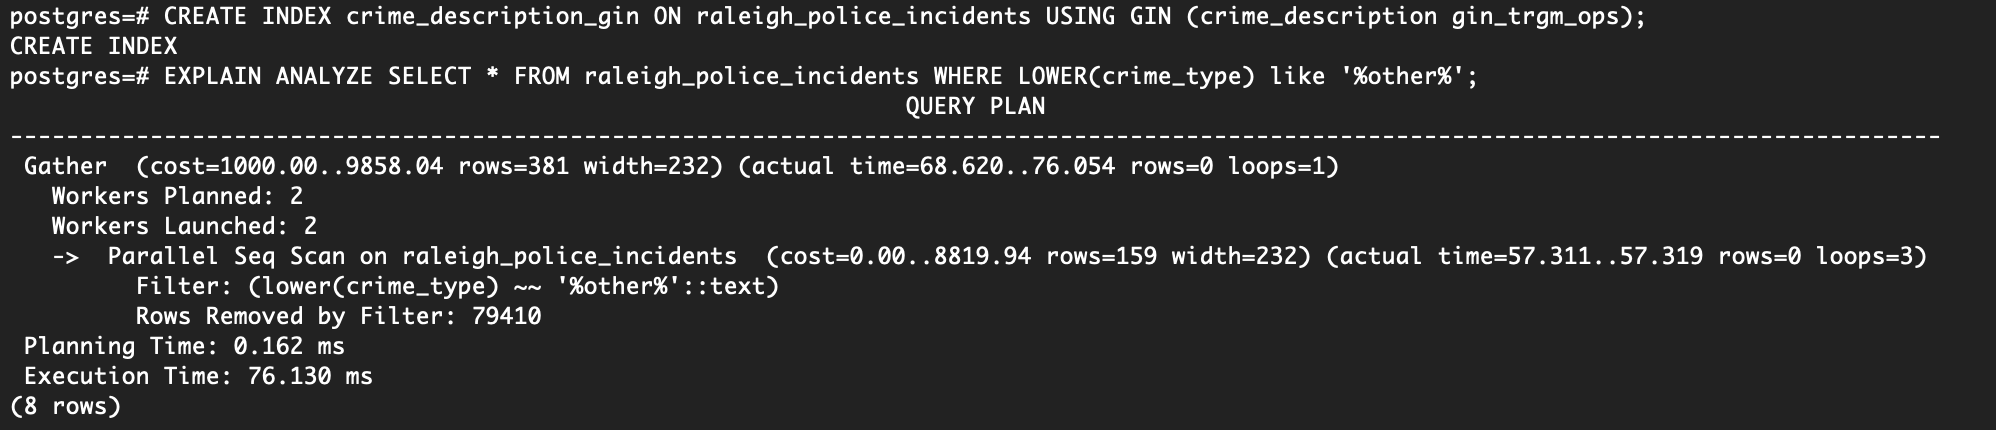 postgres=# CREATE INDEX crime_description_gin ON raleigh_police_incidents USING GIN (crime_description gin_trgm_ops);
CREATE INDEX
postgres=# EXPLAIN ANALYZE SELECT * FROM raleigh_police_incidents WHERE LOWER(crime_type) like '%other%';
QUERY PLAN
------------------------------------------------------------------------------------------------------------------------------------------
Gather  (cost=1000.00..9858.04 rows=381 width=232) (actual time=68.620..76.054 rows=0 loops=1)
Workers Planned: 2
Workers Launched: 2
->  Parallel Seq Scan on raleigh_police_incidents  (cost=0.00..8819.94 rows=159 width=232) (actual time=57.311..57.319 rows=0 loops=3)
Filter: (lower(crime_type) ~~ '%other%'::text)
Rows Removed by Filter: 79410
Planning Time: 0.162 ms
Execution Time: 76.130 ms
(8 rows)